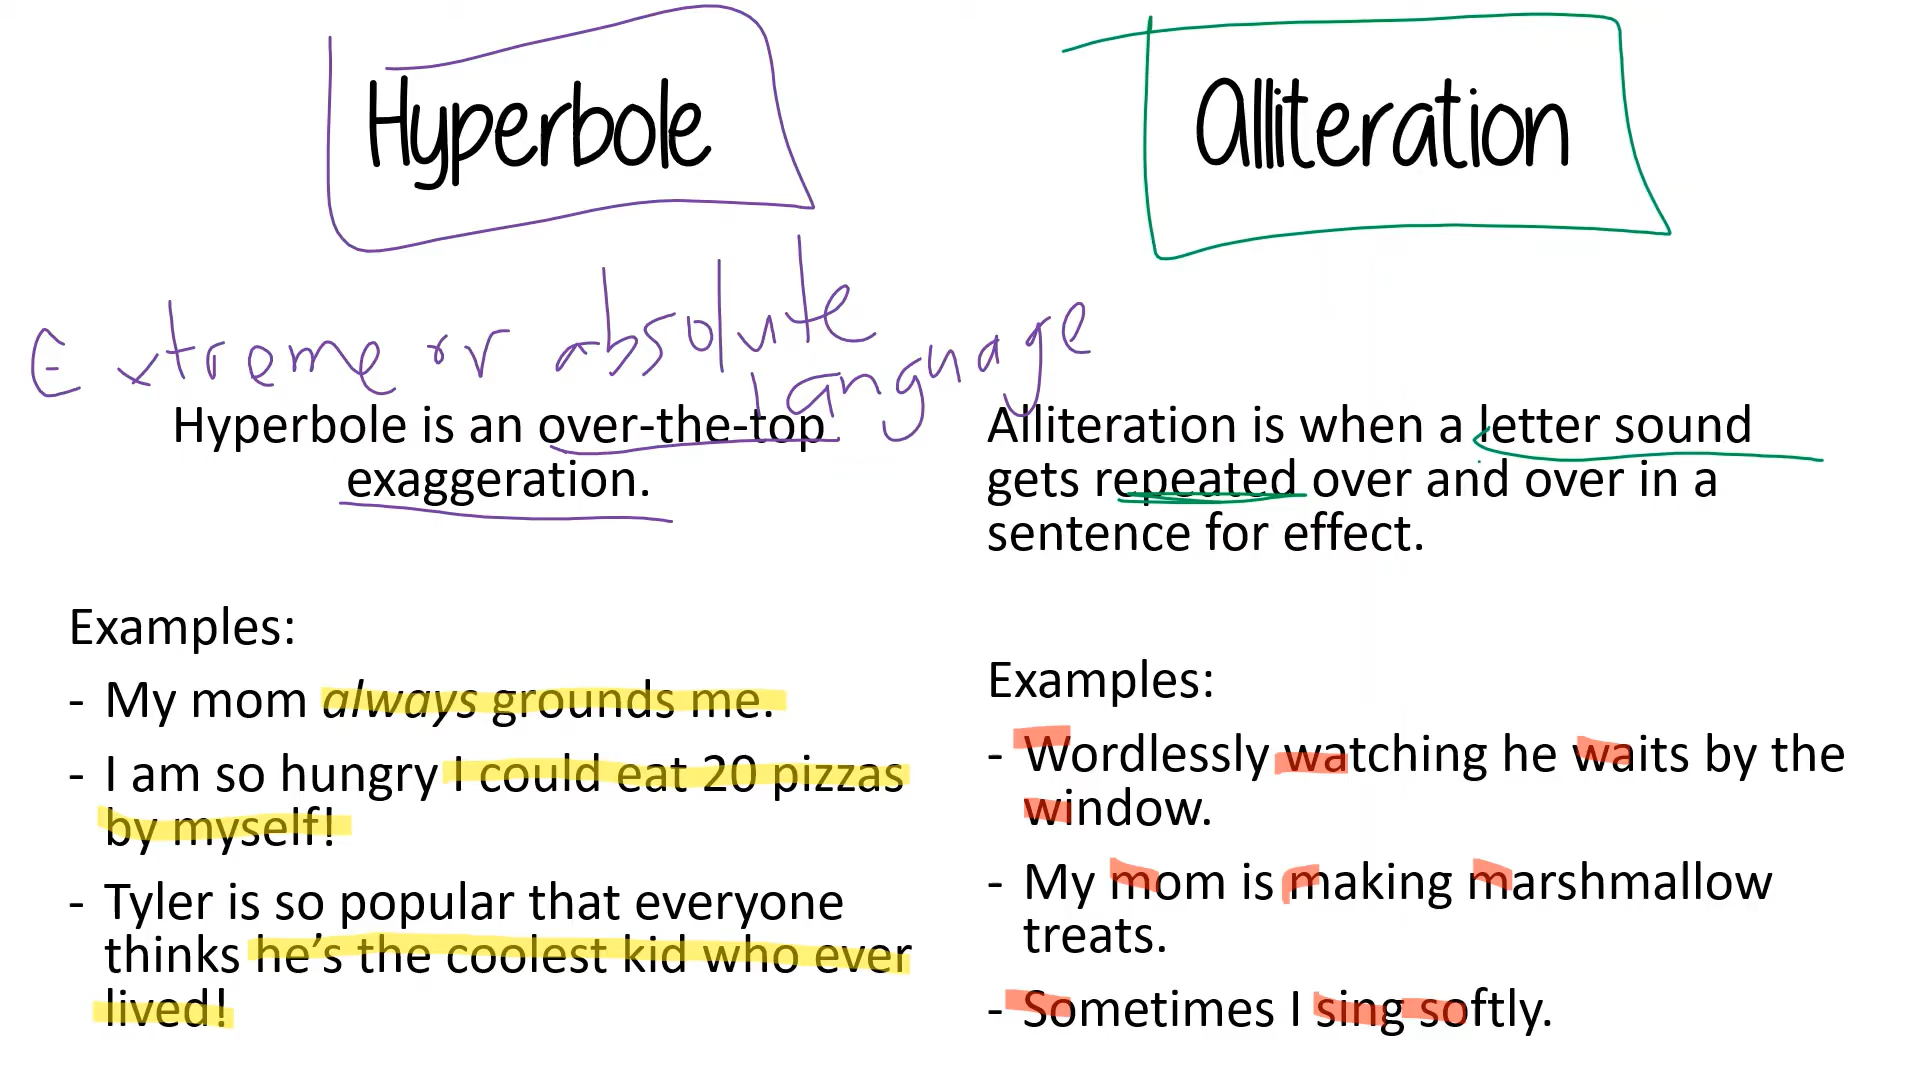 Hyperbole
Extreme or absolute
language
Hyperbole is an over-the-top
exaggeration.
Examples:
- My mom always grounds me.
- I am so hungry I could eat 20 pizzas
by myself!
- Tyler is so popular that everyone
thinks he's the coolest kid who ever
lived!
Alliteration
Alliteration is when a letter sound
gets repeated over and over in a
sentence for effect.
Examples:
- Wordlessly watching he waits by the
window.
- My mom is making marshmallow
treats.
- Sometimes I sing softly.